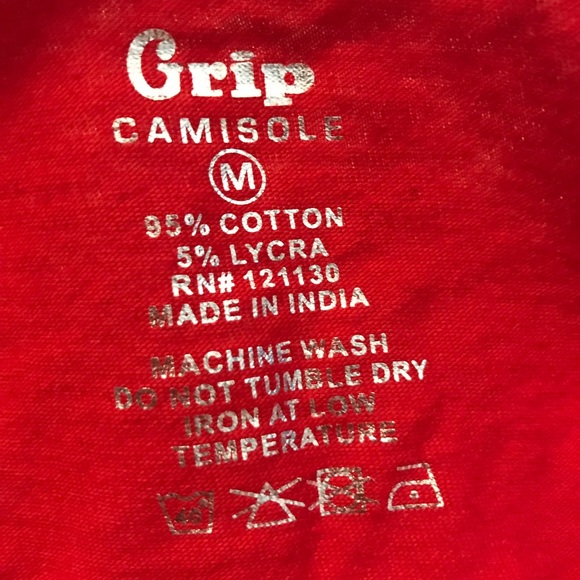 Grip
CAMISOLE
M
95% COTTON
5% LYCRA
RN# 121130
MADE IN INDIA
MACHINE WASH
DO NOT TUMBLE DRY
IRON AT LOW
TEMPERATURE